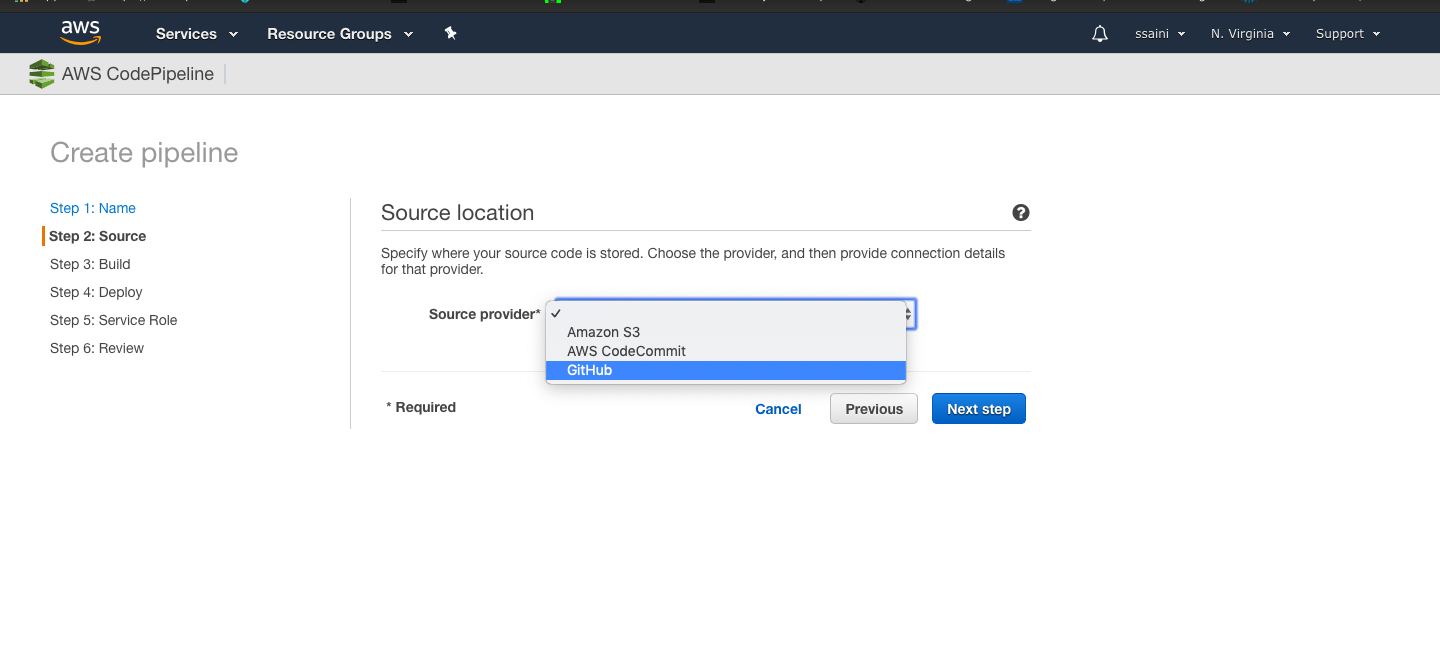 aws
Services
Resource Groups
ssaini
N. Virginia
Support
AWS CodePipeline
Create pipeline
Step 1: Name
Step 2: Source
Step 3: Build
Step 4: Deploy
Step 5: Service Role
Step 6: Review
Source location
?
Specify where your source code is stored. Choose the provider, and then provide connection details
for that provider.
Source provider*
Amazon S3
AWS CodeCommit
GitHub
* Required
Cancel
Previous
Next step